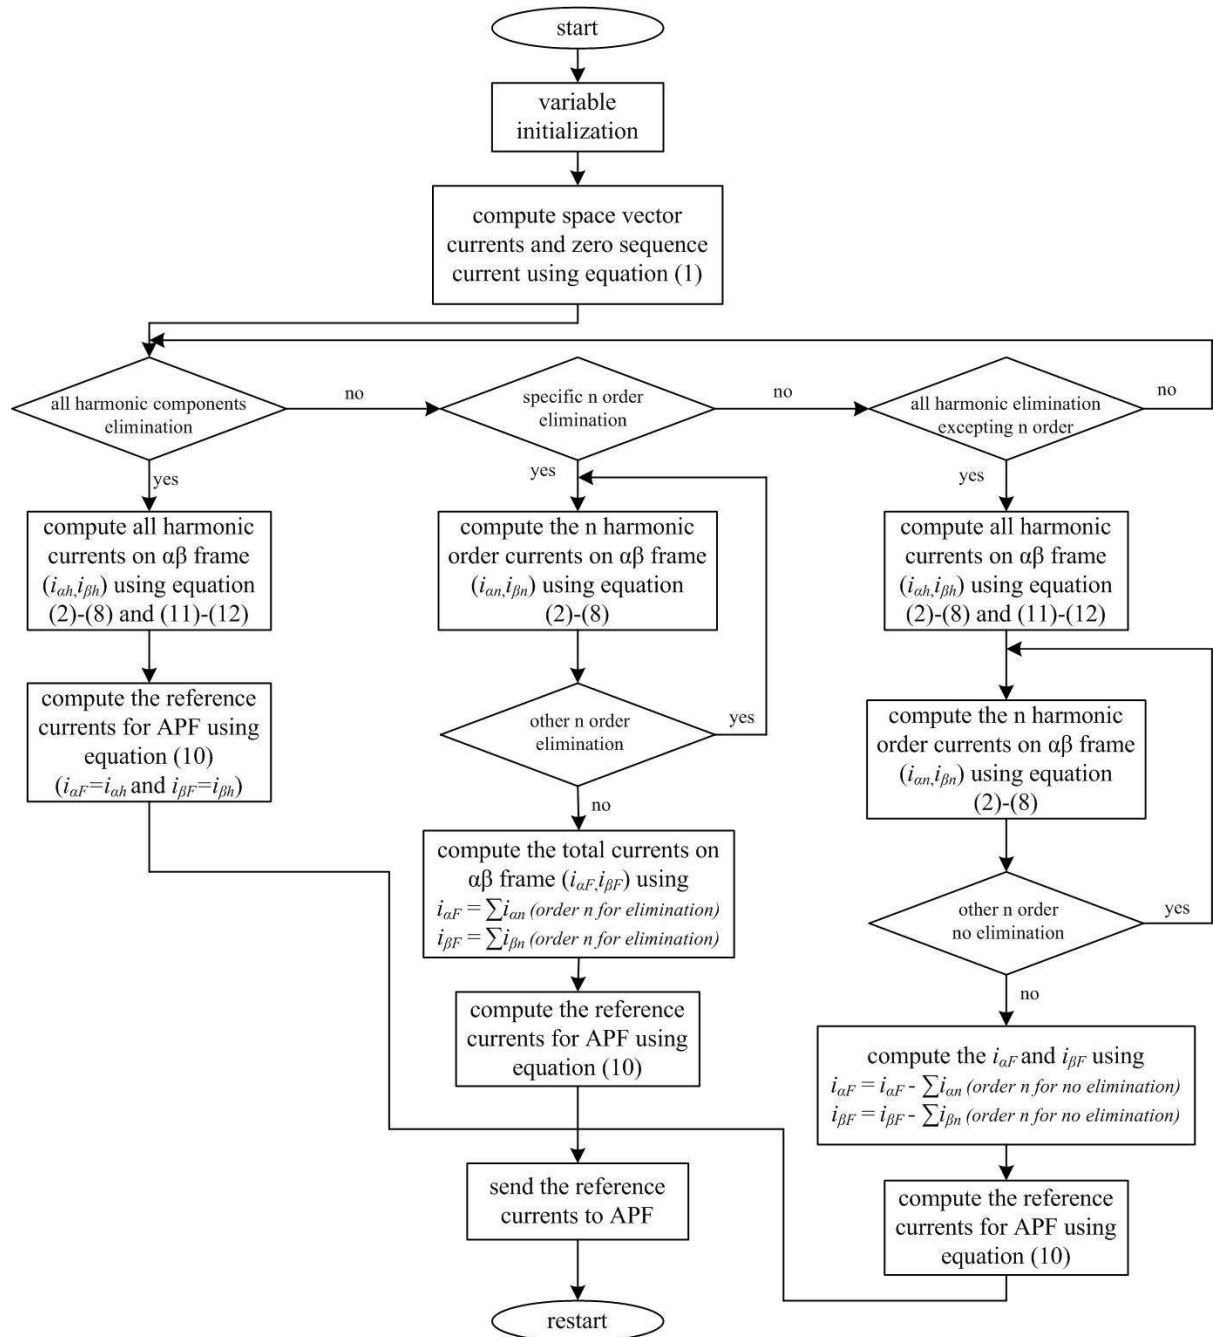 start
variable
initialization
compute space vector
currents and zero sequence
current using equation (1)
all harmonic components
elimination
no
specific n order
elimination
no
all harmonic elimination
excepting n order
no
yes
yes
yes
compute all harmonic
currents on αβ frame
(iαh,iβh) using equation
(2)-(8) and (11)-(12)
compute the reference
currents for APF using
equation (10)
(iαF=iαh and iβF=iβh)
compute the n harmonic
order currents on αβ frame
(iαn,iβn) using equation
(2)-(8)
other n order
elimination
yes
no
compute the total currents on
αβ frame (iαF,iβF) using
iαF = ∑iαn (order n for elimination)
iβF = ∑iβn (order n for elimination)
compute the reference
currents for APF using
equation (10)
compute all harmonic
currents on αβ frame
(iαh,iβh) using equation
(2)-(8) and (11)-(12)
compute the n harmonic
order currents on αβ frame
(iαn,iβn) using equation
(2)-(8)
other n order
no elimination
yes
no
compute the iαF and iβF using
iαF = iαF - ∑iαn (order n for no elimination)
iβF = iβF - ∑iβn (order n for no elimination)
compute the reference
currents for APF using
equation (10)
send the reference
currents to APF
restart